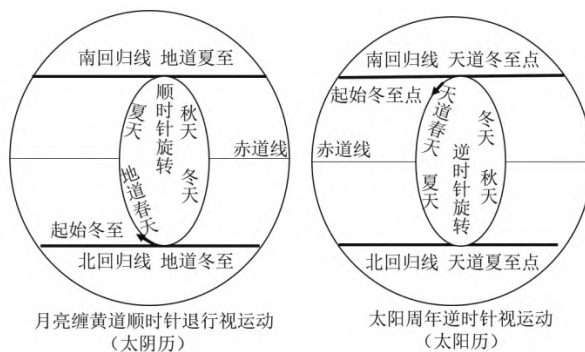 南回归线 地道夏至
顺时针旋转
夏天
秋天
地道春天
冬天
赤道线
起始冬至
北回归线 地道冬至
月亮缠黄道顺时针退行视运动
（太阴历）
南回归线 天道冬至点
起始冬至点
天道春天
冬天
逆时针旋转
赤道线
夏天
秋天
北回归线 天道夏至点
太阳周年逆时针视运动
（太阳历）